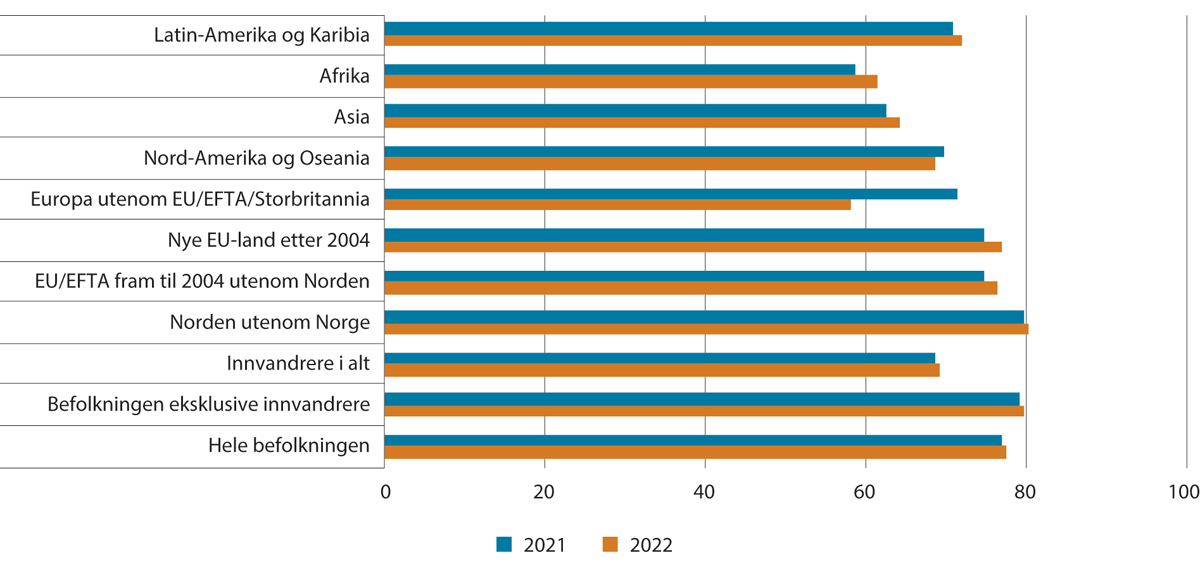 Latin-Amerika og Karibia
Afrika
Asia
Nord-Amerika og Oseania
Europa utenom EU/EFTA/Storbritannia
Nye EU-land etter 2004
EU/EFTA fram til 2004 utenom Norden
Norden utenom Norge
Innvandrere i alt
Befolkningen eksklusive innvandrere
Hele befolkningen
0 20 40 60 80 100
2021 2022